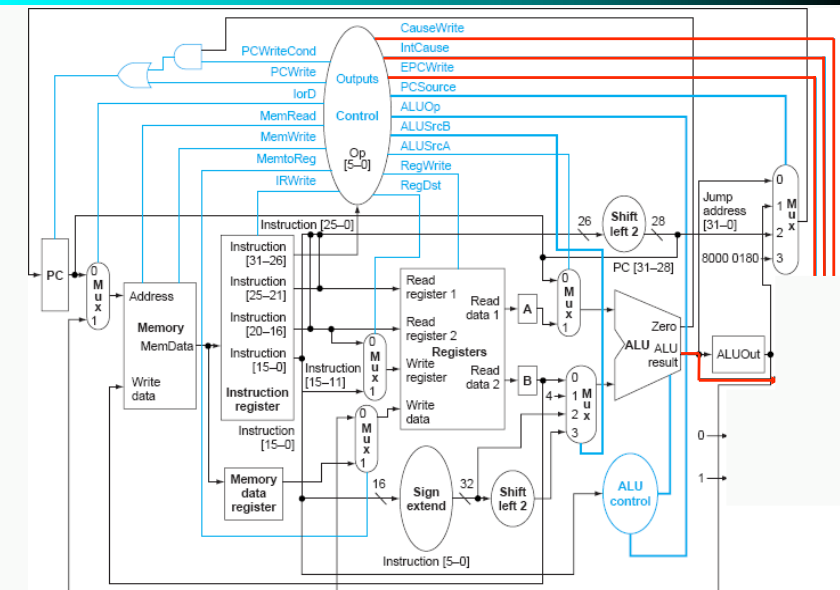 CauseWrite
IntCause
EPCWrite
PCSource
ALUOp
ALUSrcB
ALUSrcA
RegWrite
RegDst
PCWriteCond
PCWrite
IorD
MemRead
MemWrite
MemtoReg
IRWrite
Outputs
Control
Op
[5–0]
Instruction [25–0]
26
Shift
left 2
28
Jump
address
[31–0]
PC [31–28]
8000 0180
0
1
2
3
M
u
x
PC
0
M
u
x
1
Address
Memory
MemData
Write
data
Instruction
[31–26]
Instruction
[25–21]
Instruction
[20–16]
Instruction
[15–0]
Instruction
register
Instruction
[15–0]
Memory
data
register
Instruction
[15–11]
0
M
u
x
1
0
M
u
x
1
Read
register 1
Read
register 2
Registers
Write
register
Write
data
Read
data 1
Read
data 2
A
B
0
M
u
x
1
4
0
1
2
3
M
u
x
Zero
ALU
ALU
result
ALUOut
0
1
16
Sign
extend
32
Shift
left 2
ALU
control
Instruction [5–0]